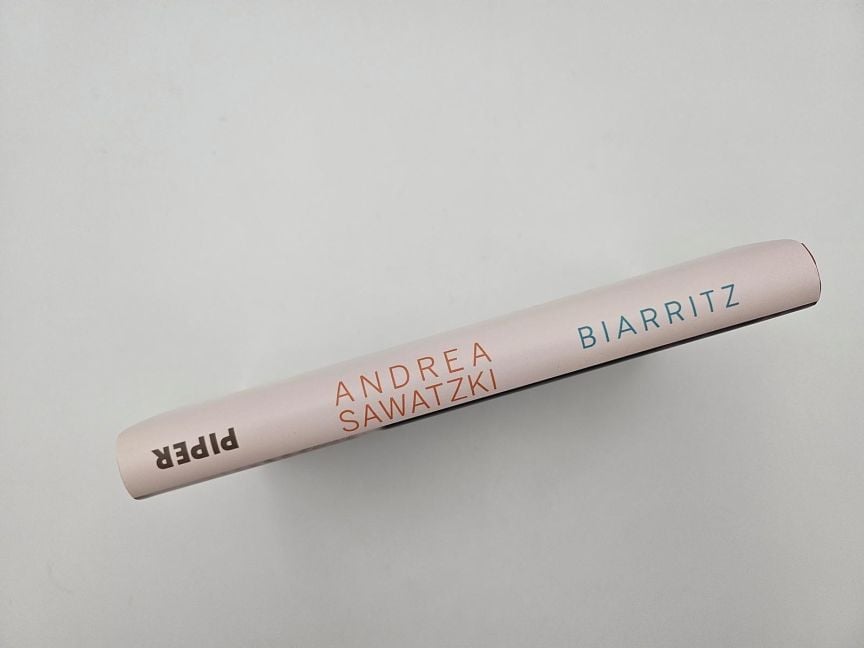 PIPER
ANDREA
SAWATZKI
BIARRITZ